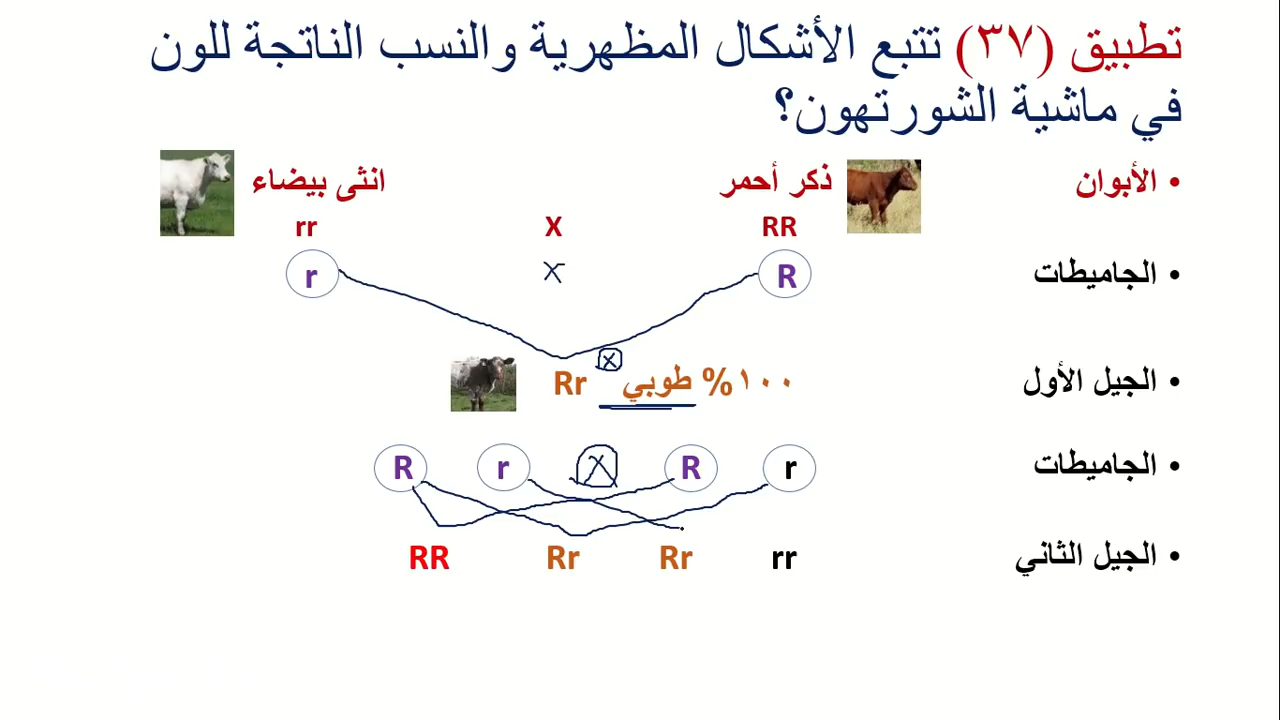 تطبيق (٣٧) تتبع الأشكال المظهرية والنسب الناتجة للون
في ماشية الشورتهون؟
• الأبوان ذكر أحمر انثى بيضاء
RR X rr
• الجاميطات R X r
• الجيل الأول ١٠٠% طوبي X Rr
• الجاميطات r R X r R
• الجيل الثاني rr Rr Rr RR